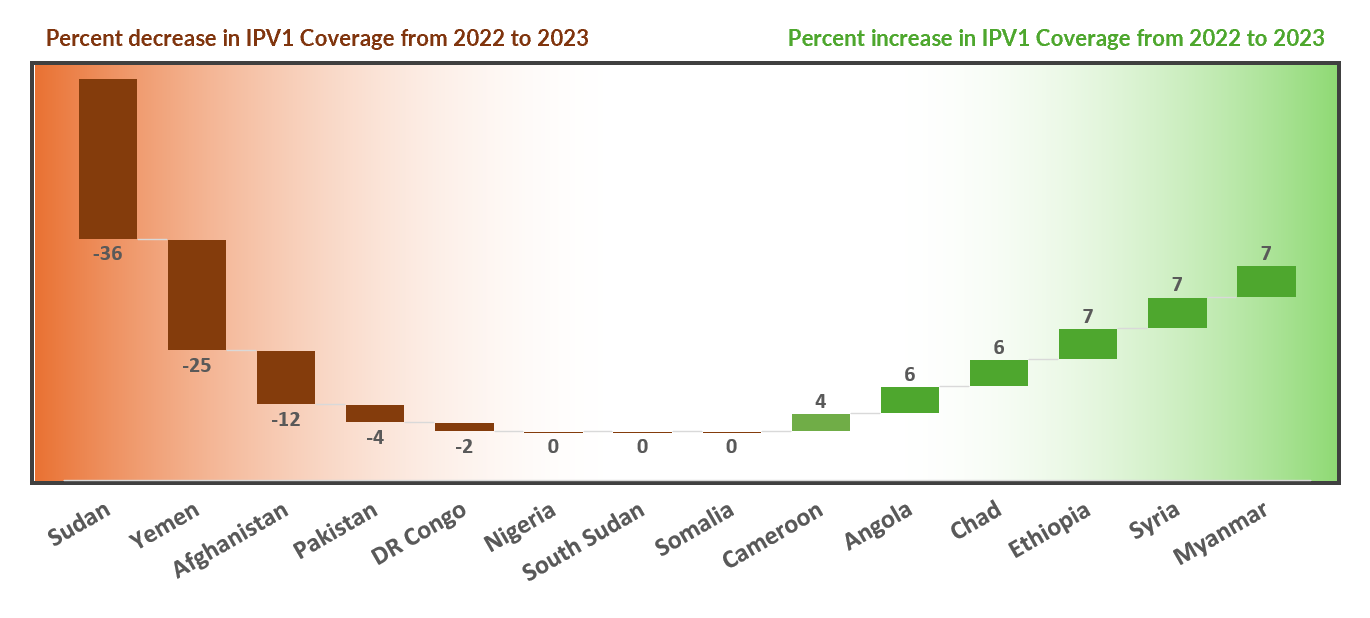 Percent decrease in IPV1 Coverage from 2022 to 2023
Percent increase in IPV1 Coverage from 2022 to 2023
-36
-25
-12
-4
-2
0
0
0
4
6
6
7
7
7
Sudan
Yemen
Afghanistan
Pakistan
DR Congo
Nigeria
South Sudan
Somalia
Cameroon
Angola
Chad
Ethiopia
Syria
Myanmar